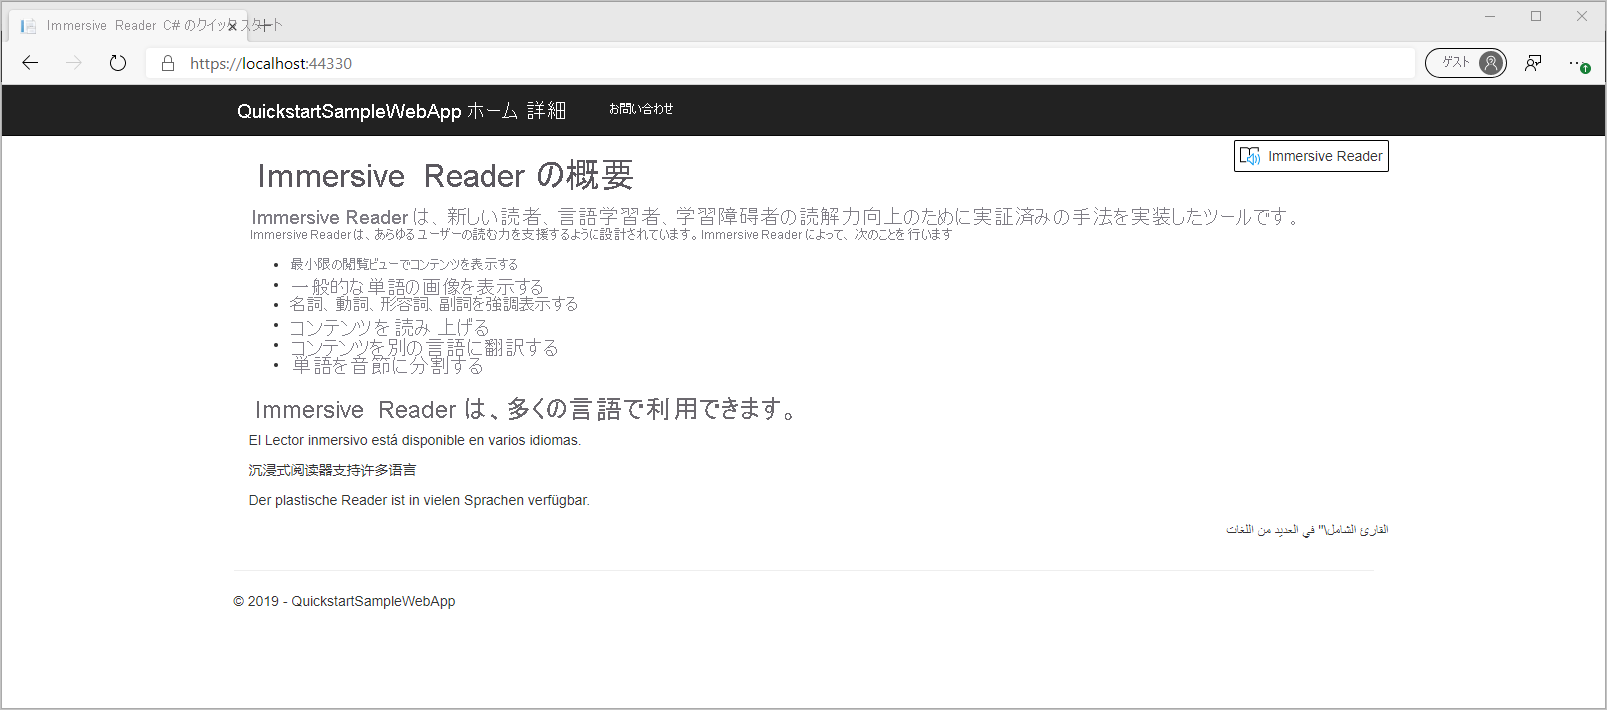 Immersive Reader C# のクイックスタート
https://localhost:44330
ゲスト
QuickstartSampleWebApp ホーム 詳細 お問い合わせ
Immersive Reader
Immersive Reader の概要
Immersive Reader は、新しい読者、言語学習者、学習障碍者の読解力向上のために実証済みの手法を実装したツールです。
Immersive Reader は、あらゆるユーザーの読む力を支援するように設計されています。Immersive Reader によって、次のことを行います
• 最小限の閲覧ビューでコンテンツを表示する
• 一般的な単語の画像を表示する
• 名詞、動詞、形容詞、副詞を強調表示する
• コンテンツを読み上げる
• コンテンツを別の言語に翻訳する
• 単語を音節に分割する
Immersive Reader は、多くの言語で利用できます。
El Lector inmersivo está disponible en varios idiomas.
沉浸式阅读器支持许多语言
Der plastische Reader ist in vielen Sprachen verfügbar.
القارئ الشامل\" في العديد من اللغات
© 2019 - QuickstartSampleWebApp